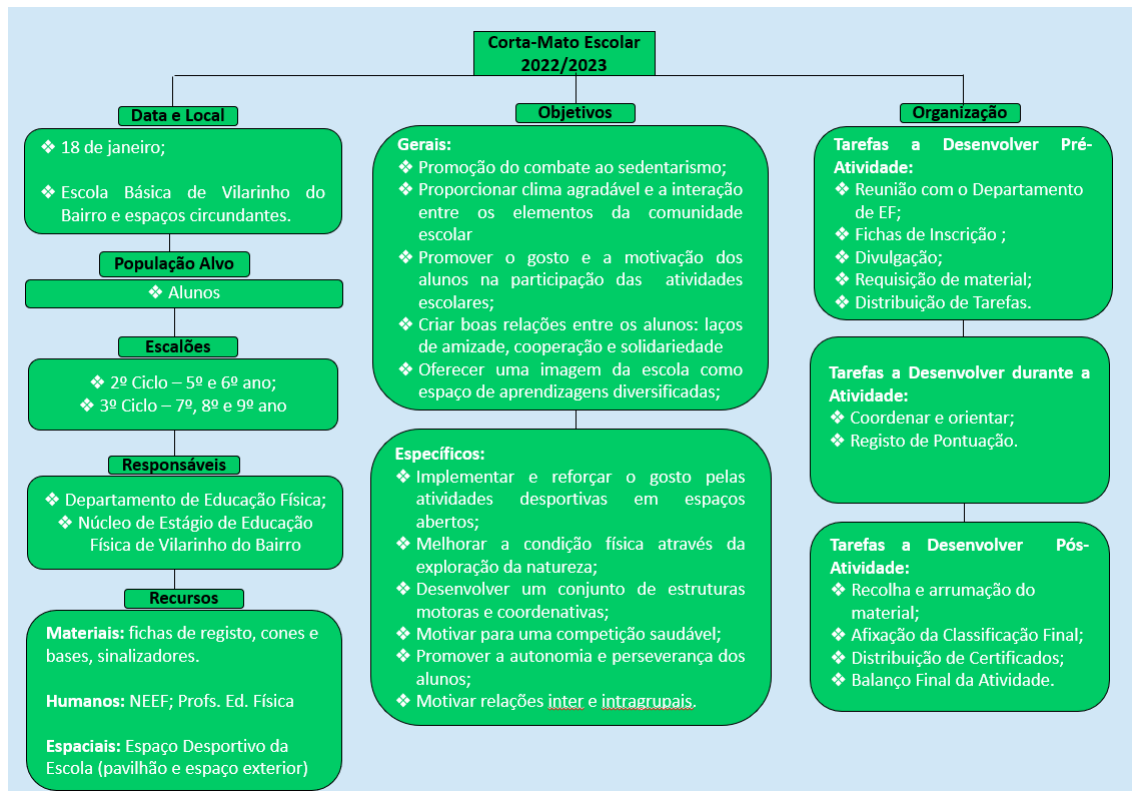 Corta-Mato Escolar
2022/2023
Data e Local
❖ 18 de janeiro;
❖ Escola Básica de Vilarinho do
Bairro e espaços circundantes.
População Alvo
❖ Alunos
Escalões
❖ 2º Ciclo – 5º e 6º ano;
❖ 3º Ciclo – 7º, 8º e 9º ano
Responsáveis
❖ Departamento de Educação Física;
❖ Núcleo de Estágio de Educação
Física de Vilarinho do Bairro
Recursos
Materiais: fichas de registo, cones e
bases, sinalizadores.
Humanos: NEEF; Profs. Ed. Física
Espaciais: Espaço Desportivo da
Escola (pavilhão e espaço exterior)
Objetivos
Gerais:
❖ Promoção do combate ao sedentarismo;
❖ Proporcionar clima agradável e a interação
entre os elementos da comunidade
escolar
❖ Promover o gosto e a motivação dos
alunos na participação das atividades
escolares;
❖ Criar boas relações entre os alunos: laços
de amizade, cooperação e solidariedade
❖ Oferecer uma imagem da escola como
espaço de aprendizagens diversificadas;
Específicos:
❖ Implementar e reforçar o gosto pelas
atividades desportivas em espaços
abertos;
❖ Melhorar a condição física através da
exploração da natureza;
❖ Desenvolver um conjunto de estruturas
motoras e coordenativas;
❖ Motivar para uma competição saudável;
❖ Promover a autonomia e perseverança dos
alunos;
❖ Motivar relações inter e intragrupais.
Organização
Tarefas a Desenvolver Pré-
Atividade:
❖ Reunião com o Departamento
de EF;
❖ Fichas de Inscrição ;
❖ Divulgação;
❖ Requisição de material;
❖ Distribuição de Tarefas.
Tarefas a Desenvolver durante a
Atividade:
❖ Coordenar e orientar;
❖ Registo de Pontuação.
Tarefas a Desenvolver Pós-
Atividade:
❖ Recolha e arrumação do
material;
❖ Afixação da Classificação Final;
❖ Distribuição de Certificados;
❖ Balanço Final da Atividade.